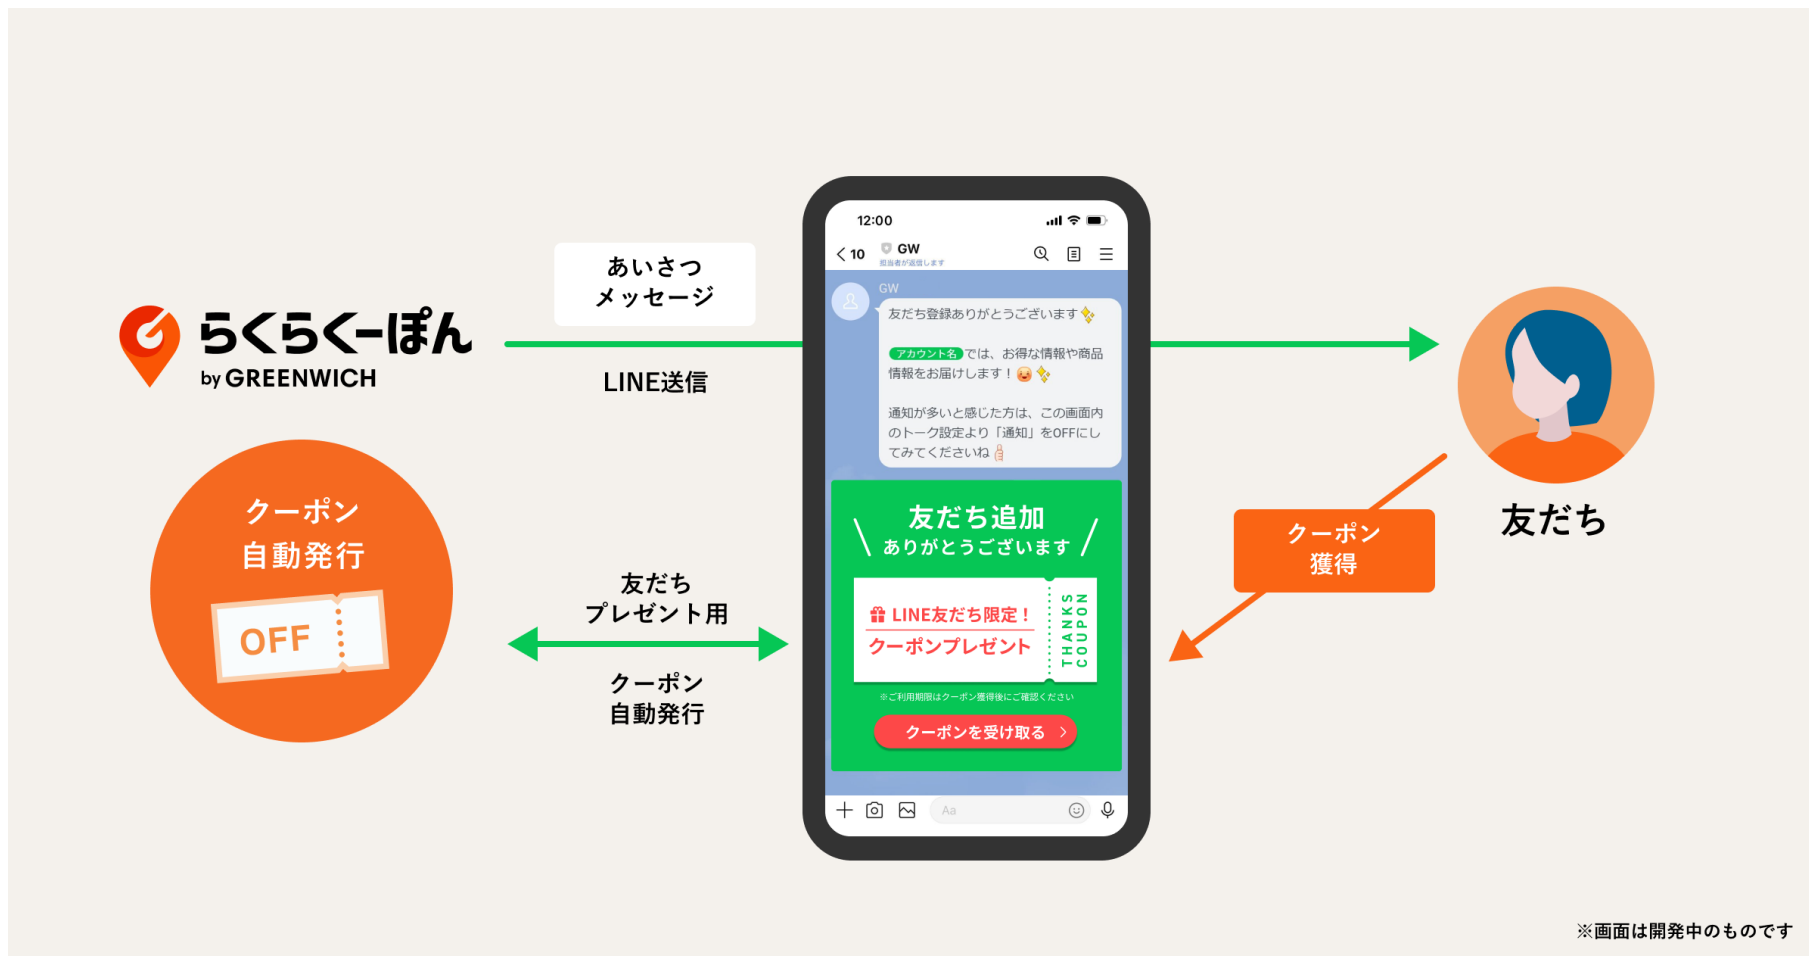 らくらくーぽん
by GREENWICH
クーポン
自動発行
OFF
あいさつ
メッセージ
LINE送信
友だち
プレゼント用
クーポン
自動発行
12:00
10
GW
担当者が返信します
GW
友だち登録ありがとうございます
アカウント名では、お得な情報や商品
情報をお届けします！
通知が多いと感じた方は、この画面内
のトーク設定より「通知」をOFFにし
てみてくださいね
友だち追加
ありがとうございます
LINE友だち限定！
クーポンプレゼント
THANKS
COUPON
※ご利用期限はクーポン獲得後にご確認ください
クーポンを受け取る
Aa
友だち
クーポン
獲得
※画面は開発中のものです